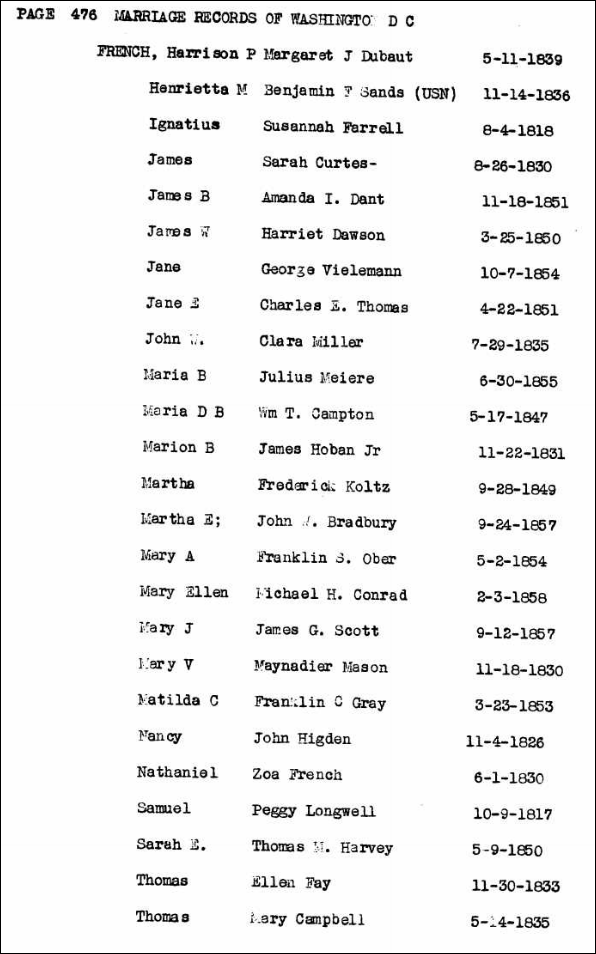 PAGE 476 MARRIAGE RECORDS OF WASHINGTO D C
FRENCH, Harrison P Margaret J Dubaut 5-11-1839
Henrietta M Benjamin F Sands (USN) 11-14-1836
Ignatius Susannah Farrell 8-4-1818
James Sarah Curtes- 8-26-1830
James B Amanda I. Dant 11-18-1851
James W Harriet Dawson 3-25-1850
Jane George Vielemann 10-7-1854
Jane E Charles E. Thomas 4-22-1851
John W. Clara Miller 7-29-1835
Maria B Julius Meiere 6-30-1855
Maria D B Wm T. Campton 5-17-1847
Marion B James Hoban Jr 11-22-1831
Martha Frederick Koltz 9-28-1849
Martha E; John W. Bradbury 9-24-1857
Mary A Franklin S. Ober 5-2-1854
Mary Ellen Michael H. Conrad 2-3-1858
Mary J James G. Scott 9-12-1857
Mary V Maynadier Mason 11-18-1830
Matilda C Franklin C Gray 3-23-1853
Nancy John Higden 11-4-1826
Nathaniel Zoa French 6-1-1830
Samuel Peggy Longwell 10-9-1817
Sarah E. Thomas M. Harvey 5-9-1850
Thomas Ellen Fay 11-30-1833
Thomas Mary Campbell 5-14-1835